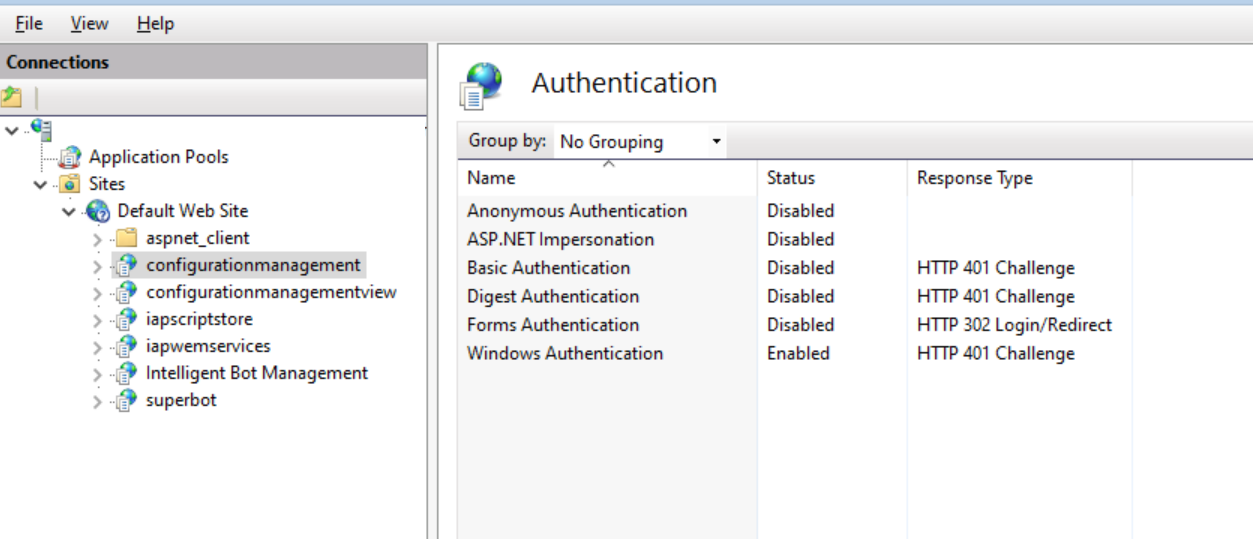 File View Help
Connections
Application Pools
Sites
Default Web Site
aspnet_client
configurationmanagement
configurationmanagementview
iapscriptstore
iapwemservices
Intelligent Bot Management
superbot
Authentication
Group by: No Grouping
Name Status Response Type
Anonymous Authentication Disabled
ASP.NET Impersonation Disabled
Basic Authentication Disabled HTTP 401 Challenge
Digest Authentication Disabled HTTP 401 Challenge
Forms Authentication Disabled HTTP 302 Login/Redirect
Windows Authentication Enabled HTTP 401 Challenge